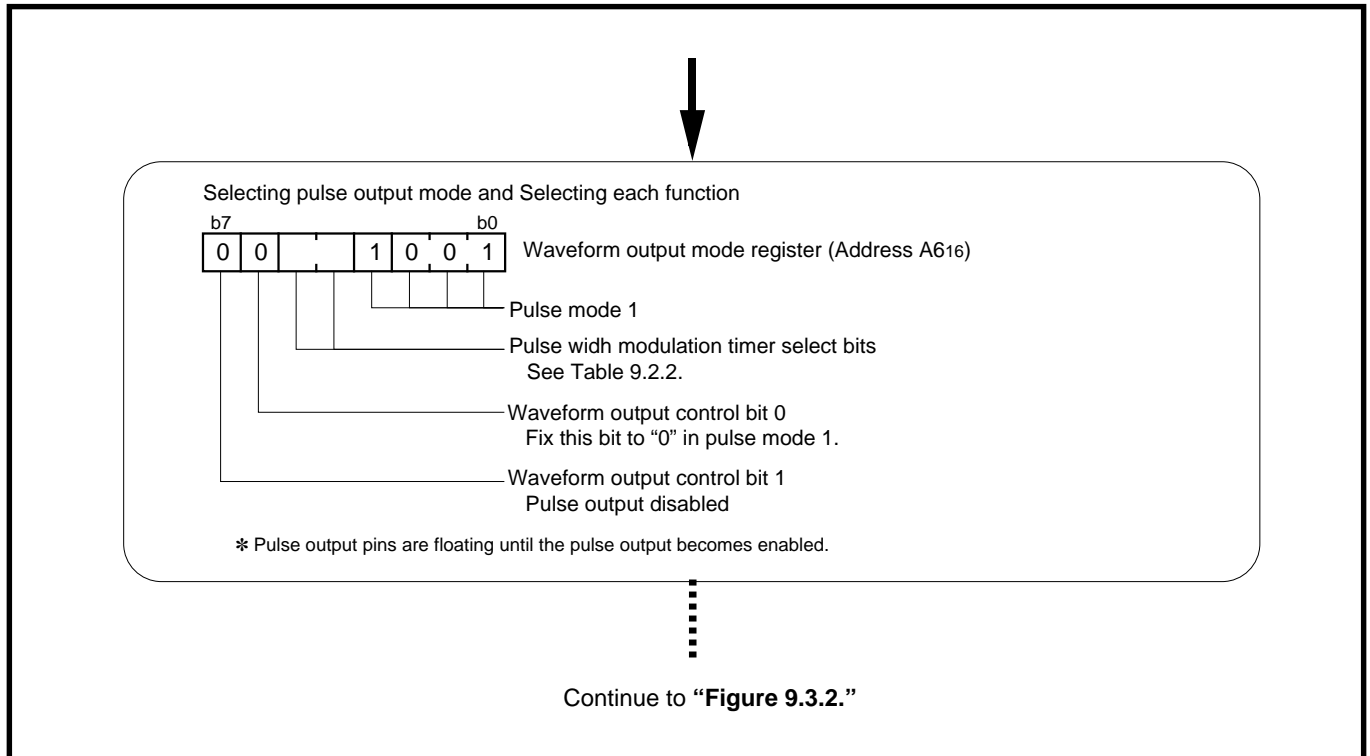 Selecting pulse output mode and Selecting each function
b7 b0
0 0 1 0 0 1 Waveform output mode register (Address A616)
Pulse mode 1
Pulse widh modulation timer select bits
See Table 9.2.2.
Waveform output control bit 0
Fix this bit to “0” in pulse mode 1.
Waveform output control bit 1
Pulse output disabled
✻ Pulse output pins are floating until the pulse output becomes enabled.
Continue to “Figure 9.3.2.”